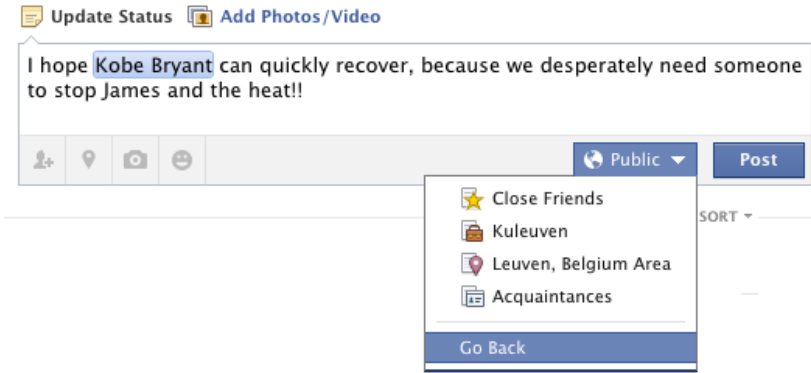 Update Status Add Photos/Video
I hope Kobe Bryant can quickly recover, because we desperately need someone
to stop James and the heat!!
Public Post
Close Friends
SORT
Kuleuven
Leuven, Belgium Area
Acquaintances
Go Back